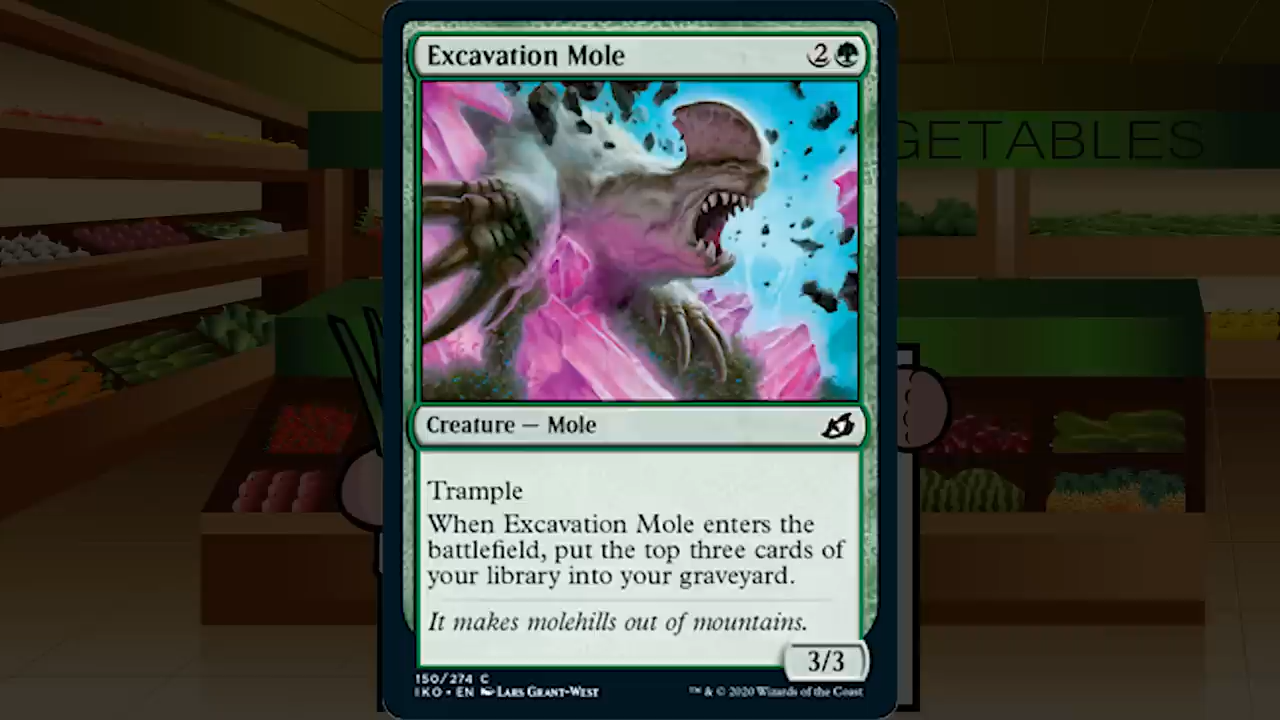 Excavation Mole 2
GETABLES
Creature — Mole
Trample
When Excavation Mole enters the
battlefield, put the top three cards of
your library into your graveyard.
It makes molehills out of mountains.
3/3
150/274 C
IKO • EN Lars Grant-West
™ & © 2020 Wizards of the Coast